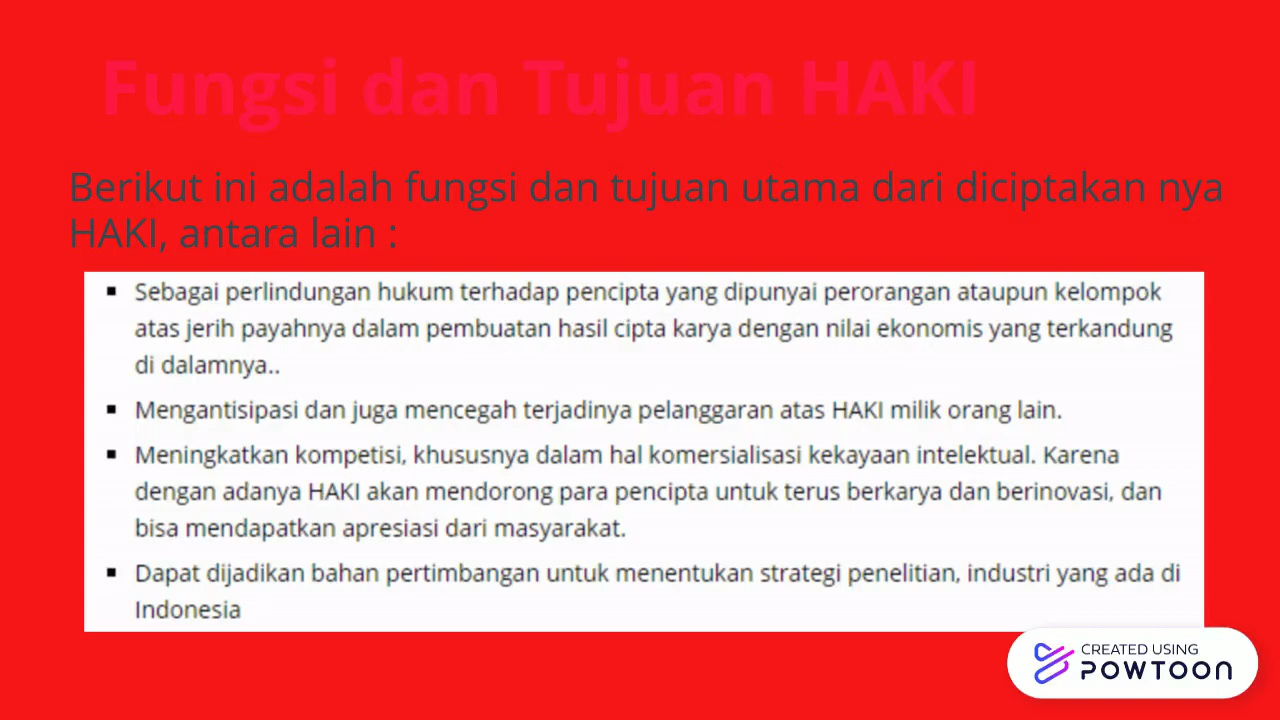 Fungsi dan Tujuan HAKI
Berikut ini adalah fungsi dan tujuan utama dari diciptakan nya
HAKI, antara lain :
▪ Sebagai perlindungan hukum terhadap pencipta yang dipunyai perorangan ataupun kelompok
atas jerih payahnya dalam pembuatan hasil cipta karya dengan nilai ekonomis yang terkandung
di dalamnya..
▪ Mengantisipasi dan juga mencegah terjadinya pelanggaran atas HAKI milik orang lain.
▪ Meningkatkan kompetisi, khususnya dalam hal komersialisasi kekayaan intelektual. Karena
dengan adanya HAKI akan mendorong para pencipta untuk terus berkarya dan berinovasi, dan
bisa mendapatkan apresiasi dari masyarakat.
▪ Dapat dijadikan bahan pertimbangan untuk menentukan strategi penelitian, industri yang ada di
Indonesia
CREATED USING
POWTOON